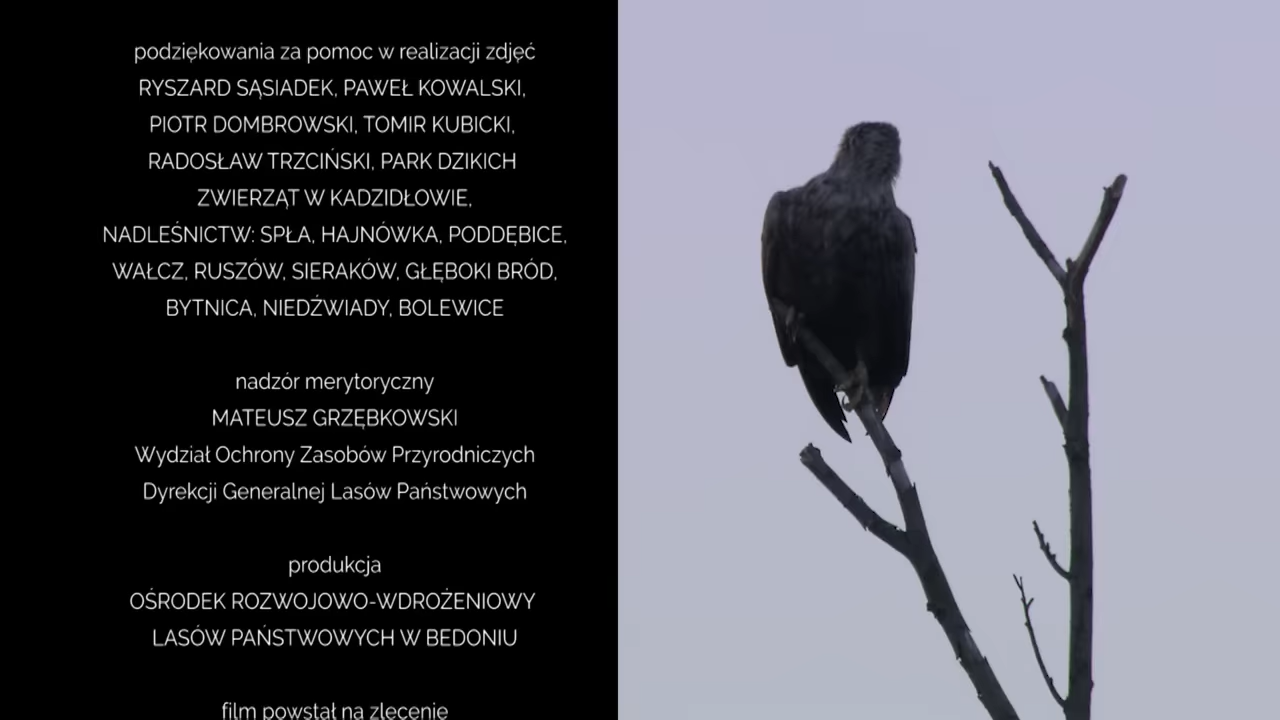 podziękowania za pomoc w realizacji zdjęć
RYSZARD SĄSIADEK, PAWEŁ KOWALSKI,
PIOTR DOMBROWSKI, TOMIR KUBICKI,
RADOSŁAW TRZCIŃSKI, PARK DZIKICH
ZWIERZĄT W KADZIDŁOWIE,
NADLEŚNICTW: SPŁA, HAJNÓWKA, PODDĘBICE,
WAŁCZ, RUSZÓW, SIERAKÓW, GŁĘBOKI BRÓD,
BYTNICA, NIEDŹWIADY, BOLEWICE
nadzór merytoryczny
MATEUSZ GRZĘBKOWSKI
Wydział Ochrony Zasobów Przyrodniczych
Dyrekcji Generalnej Lasów Państwowych
produkcja
OŚRODEK ROZWOJOWO-WDROŻENIOWY
LASÓW PAŃSTWOWYCH W BEDONIU
film powstał na zlecenie